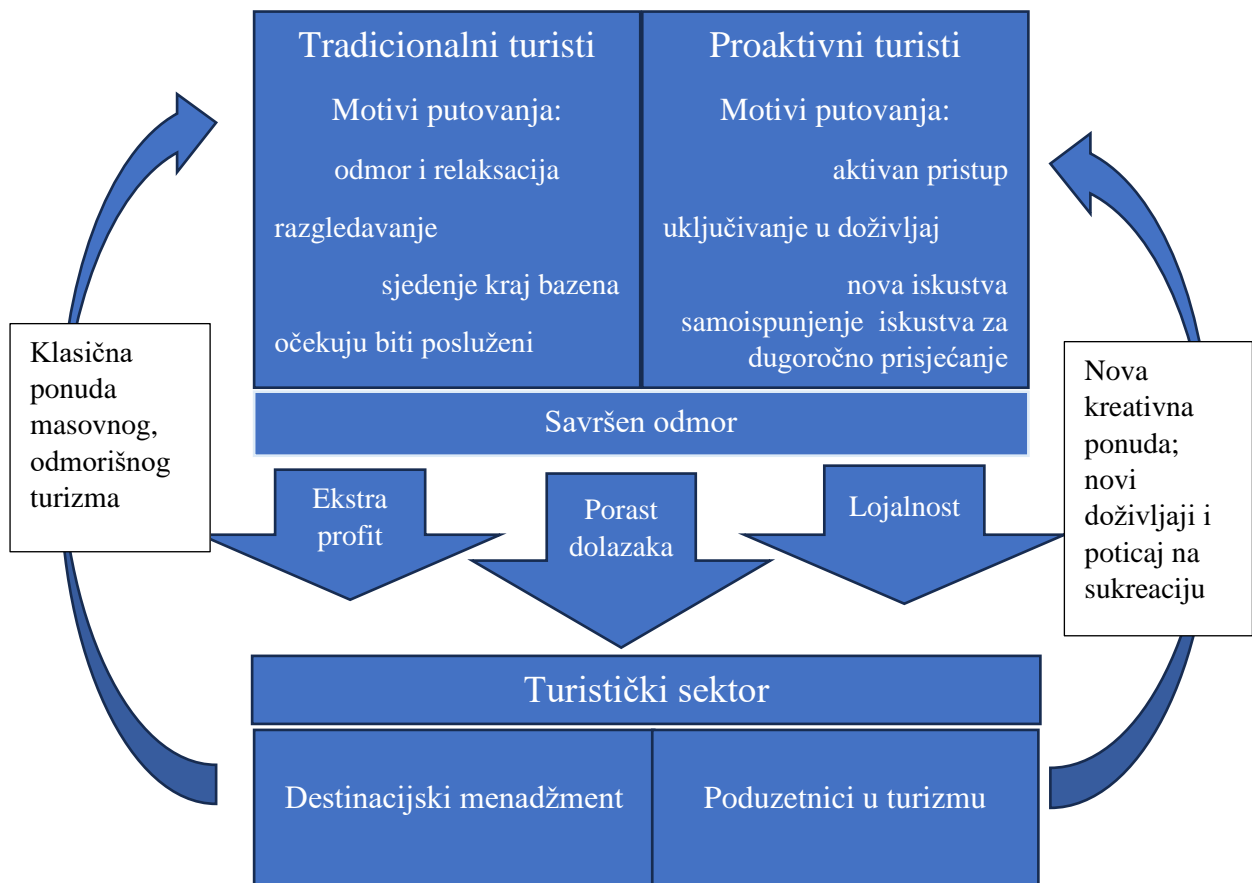 Tradicionalni turisti
Motivi putovanja:
odmor i relaksacija
razgledavanje
sjedenje kraj bazena
očekuju biti posluženi
Proaktivni turisti
Motivi putovanja:
aktivan pristup
uključivanje u doživljaj
nova iskustva
samoispunjenje iskustva za
dugoročno prisjećanje
Savršen odmor
Klasična
ponuda
masovnog,
odmorišnog
turizma
Ekstra
profit
Porast
dolazaka
Lojalnost
Nova
kreativna
ponuda;
novi
doživljaji i
poticaj na
sukreaciju
Turistički sektor
Destinacijski menadžment
Poduzetnici u turizmu